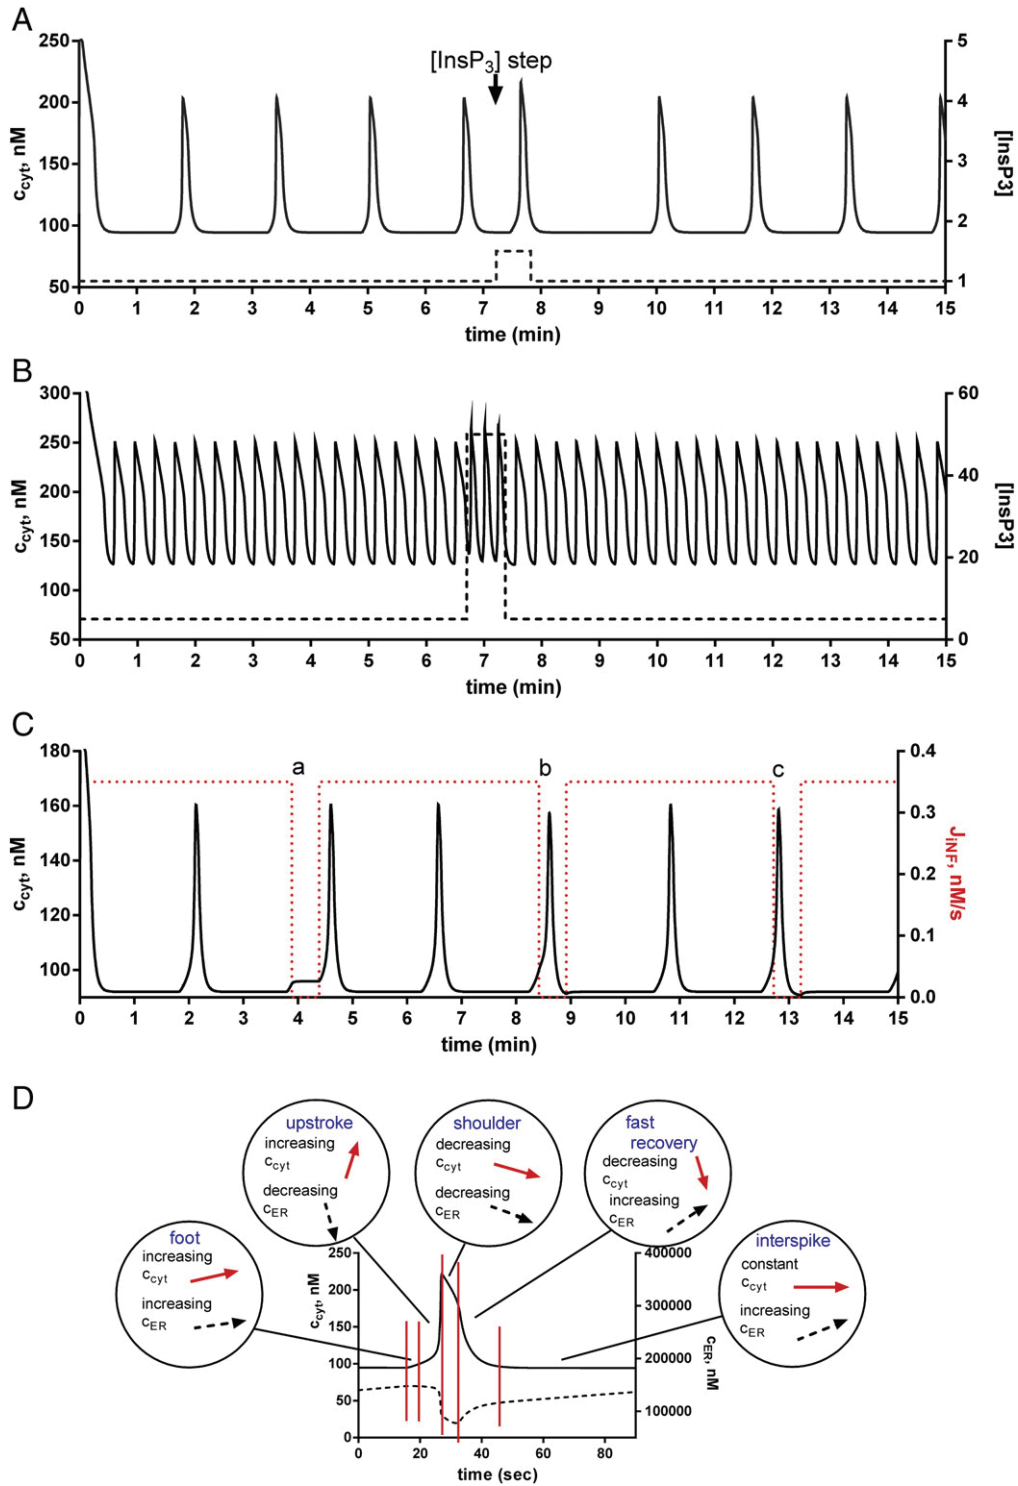 A
[InsP3] step
250
200
150
100
50
5
4
3
2
1
ccyt, nM
[InsP3]
0 1 2 3 4 5 6 7 8 9 10 11 12 13 14 15
time (min)
B
300
250
200
150
100
50
60
40
20
0
ccyt, nM
[InsP3]
0 1 2 3 4 5 6 7 8 9 10 11 12 13 14 15
time (min)
C
180
160
140
120
100
a
b
c
0.4
0.3
0.2
0.1
0.0
ccyt, nM
JiNF, nM/s
0 1 2 3 4 5 6 7 8 9 10 11 12 13 14 15
time (min)
D
foot
increasing
ccyt
increasing
cER
upstroke
increasing
ccyt
decreasing
cER
shoulder
decreasing
ccyt
decreasing
cER
fast
recovery
decreasing
ccyt
increasing
cER
interspike
constant
ccyt
increasing
cER
250
200
150
100
50
0
ccyt, nM
400000
300000
200000
100000
cER, nM
0 20 40 60 80
time (sec)